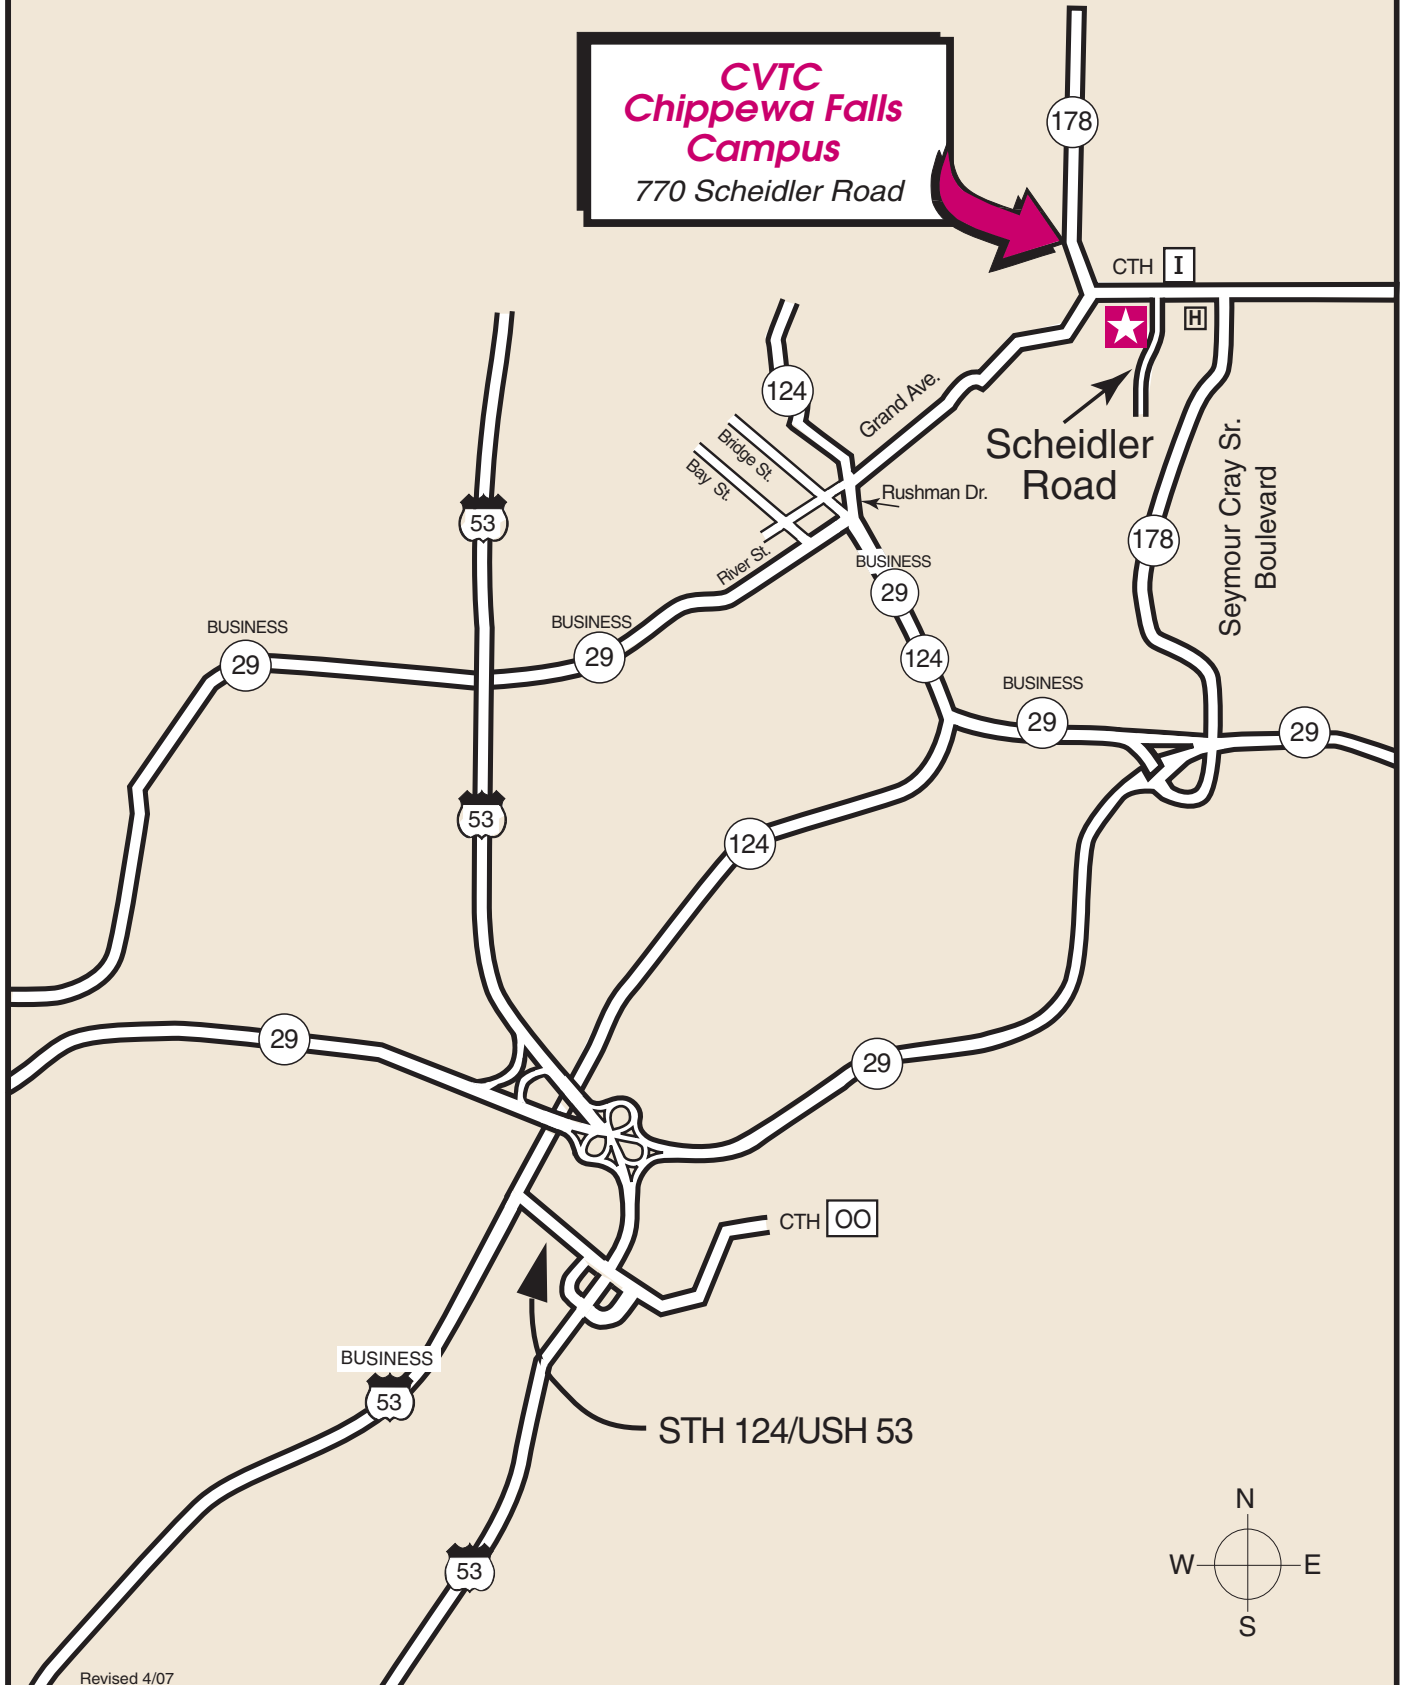 CVTC
Chippewa Falls
Campus
770 Scheidler Road
178
CTH I
H
124
Grand Ave.
Scheidler
Road
Bridge St.
Bay St.
Rushman Dr.
Seymour Cray Sr.
Boulevard
53
178
River St.
BUSINESS
29
BUSINESS
29
BUSINESS
29
124
BUSINESS
29
29
53
124
29
29
CTH OO
BUSINESS
53
STH 124/USH 53
53
N
W E
S
Revised 4/07